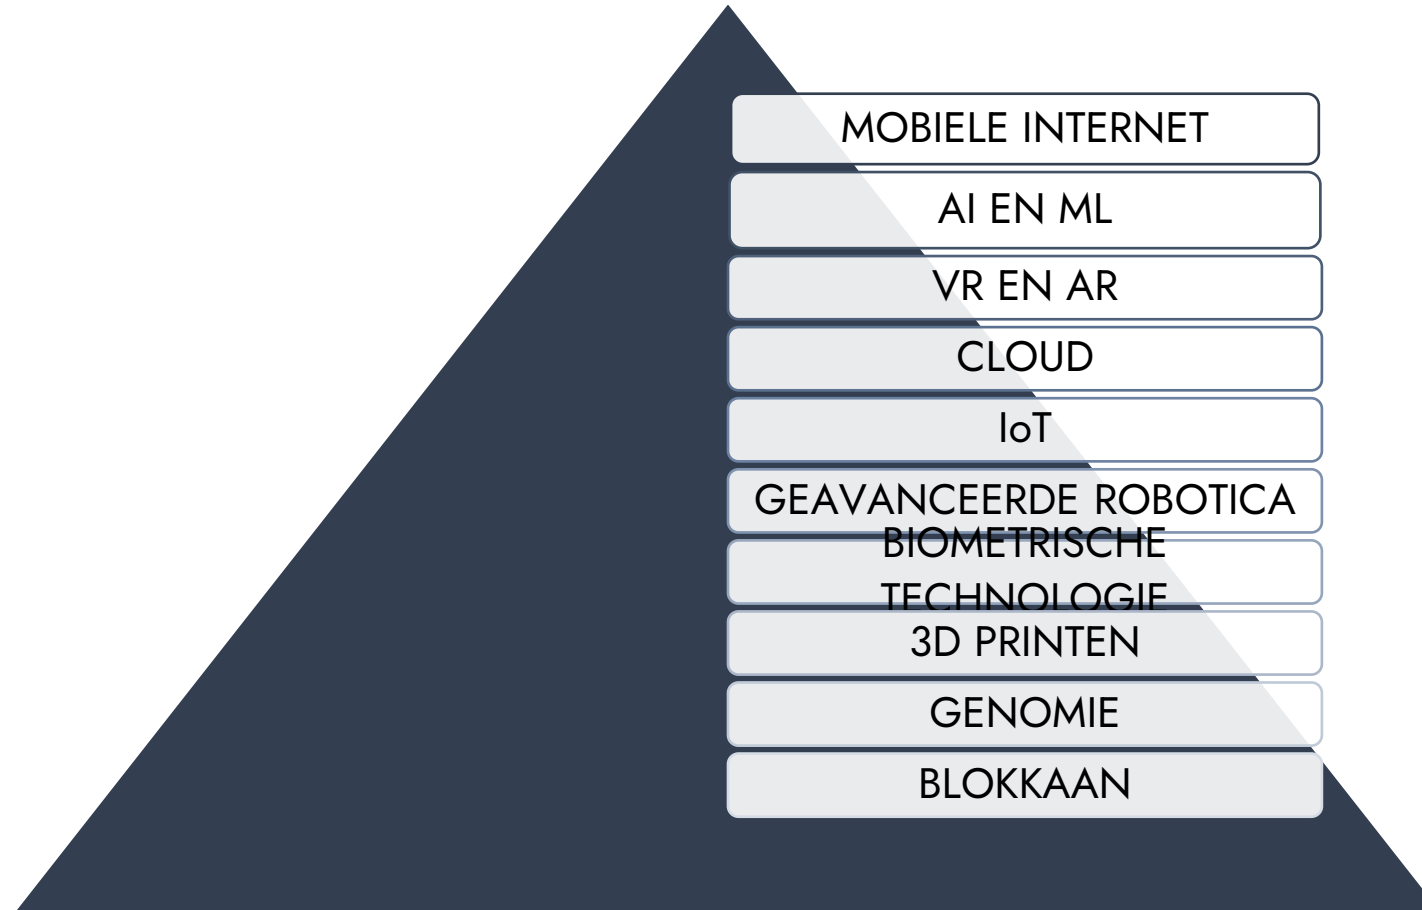 MOBIELE INTERNET
AI EN ML
VR EN AR
CLOUD
IoT
GEAVANCEERDE ROBOTICA
BIOMETRISCHE
TECHNOLOGIE
3D PRINTEN
GENOMIE
BLOKKAAN